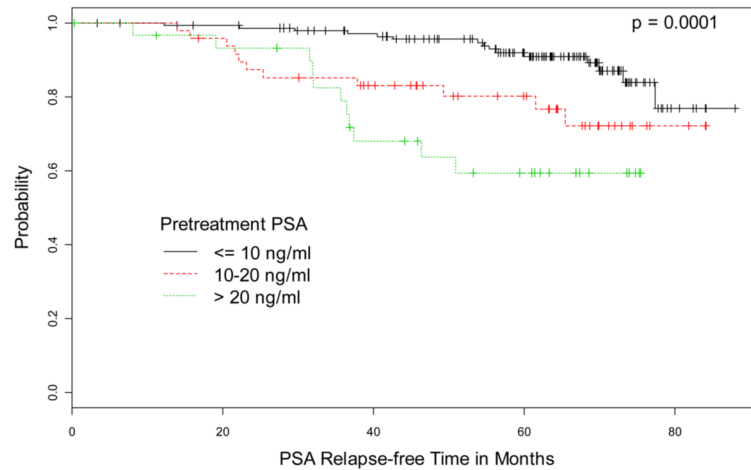 p = 0.0001
1.0
0.8
0.6
0.4
0.2
0.0
Probability
Pretreatment PSA
<= 10 ng/ml
10-20 ng/ml
> 20 ng/ml
0 20 40 60 80
PSA Relapse-free Time in Months